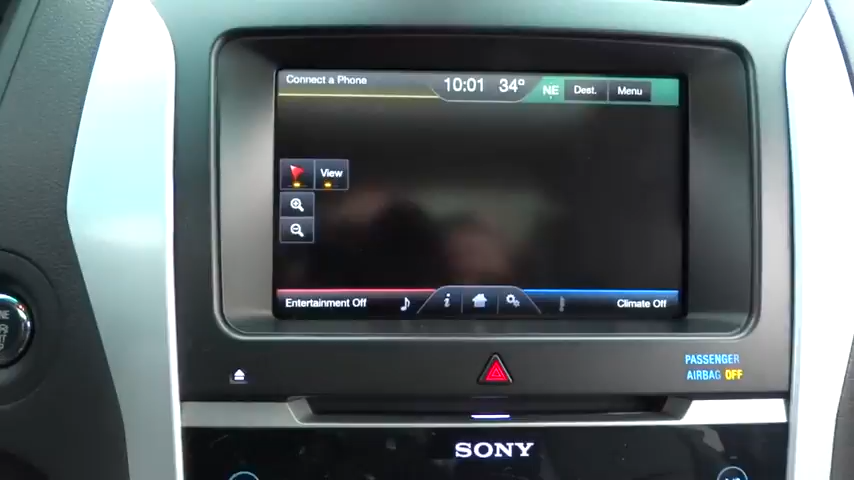 Connect a Phone
10:01 34°
NE
Dest.
Menu
View
Entertainment Off
i
Climate Off
PASSENGER
AIRBAG OFF
SONY